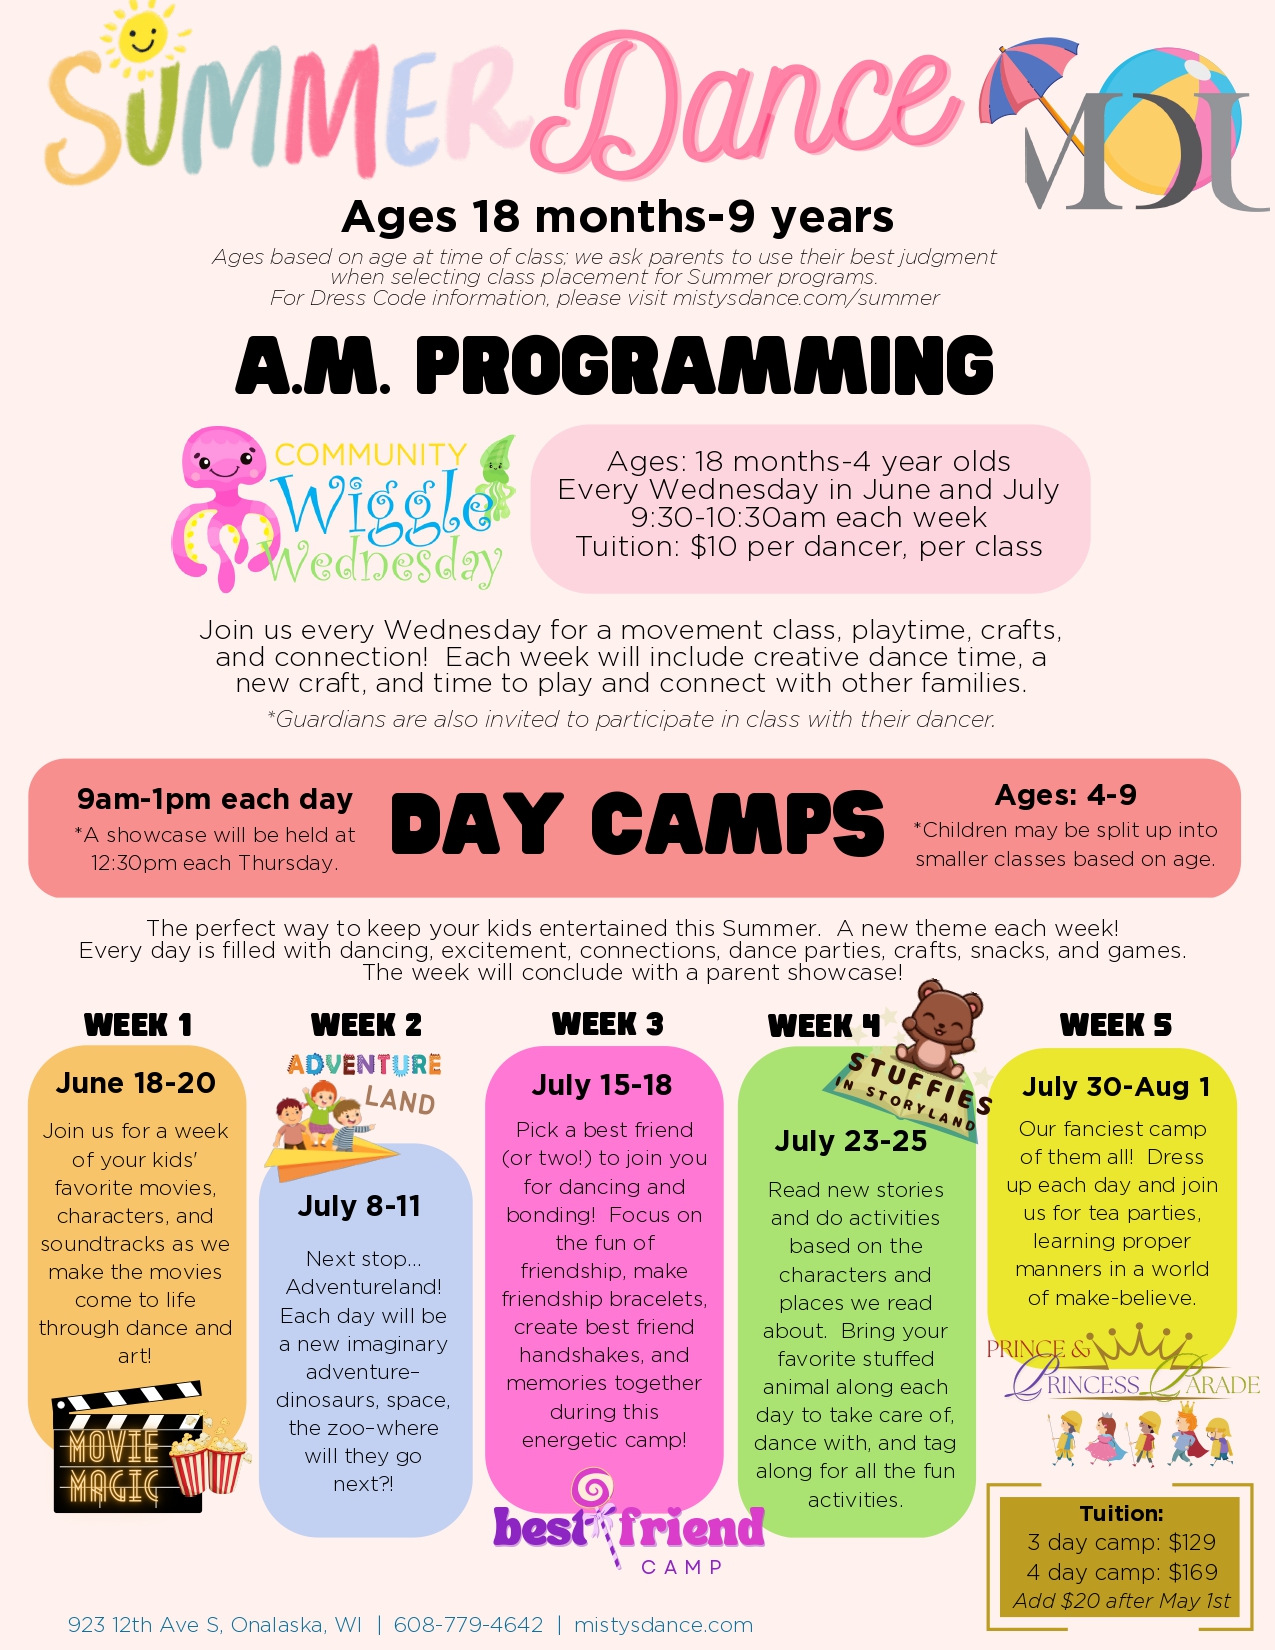 SUMMER Dance
MDU
Ages 18 months-9 years
Ages based on age at time of class; we ask parents to use their best judgment
when selecting class placement for Summer programs.
For Dress Code information, please visit mistysdance.com/summer
A.M. PROGRAMMING
COMMUNITY
Wiggle
Wednesday
Ages: 18 months-4 year olds
Every Wednesday in June and July
9:30-10:30am each week
Tuition: $10 per dancer, per class
Join us every Wednesday for a movement class, playtime, crafts,
and connection! Each week will include creative dance time, a
new craft, and time to play and connect with other families.
*Guardians are also invited to participate in class with their dancer.
9am-1pm each day
*A showcase will be held at
12:30pm each Thursday.
DAY CAMPS
Ages: 4-9
*Children may be split up into
smaller classes based on age.
The perfect way to keep your kids entertained this Summer. A new theme each week!
Every day is filled with dancing, excitement, connections, dance parties, crafts, snacks, and games.
The week will conclude with a parent showcase!
WEEK 1
June 18-20
Join us for a week
of your kids'
favorite movies,
characters, and
soundtracks as we
make the movies
come to life
through dance and
art!
MOVIE
MAGIC
WEEK 2
ADVENTURE
LAND
July 8-11
Next stop...
Adventureland!
Each day will be
a new imaginary
adventure–
dinosaurs, space,
the zoo–where
will they go
next?!
WEEK 3
July 15-18
Pick a best friend
(or two!) to join you
for dancing and
bonding! Focus on
the fun of
friendship, make
friendship bracelets,
create best friend
handshakes, and
memories together
during this
energetic camp!
best friend
CAMP
WEEK 4
STUFFIES
IN STORYLAND
July 23-25
Read new stories
and do activities
based on the
characters and
places we read
about. Bring your
favorite stuffed
animal along each
day to take care of,
dance with, and tag
along for all the fun
activities.
WEEK 5
July 30-Aug 1
Our fanciest camp
of them all! Dress
up each day and join
us for tea parties,
learning proper
manners in a world
of make-believe.
PRINCE &
PRINCESS PARADE
Tuition:
3 day camp: $129
4 day camp: $169
Add $20 after May 1st
923 12th Ave S, Onalaska, WI | 608-779-4642 | mistysdance.com